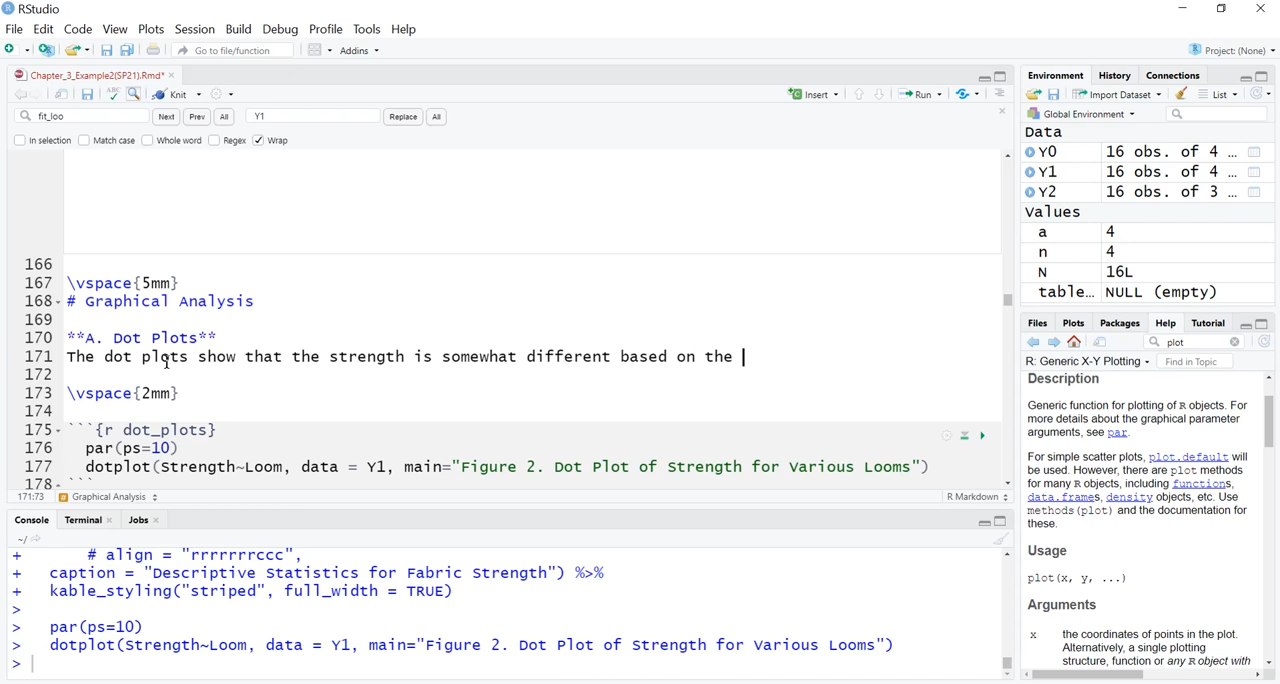 RStudio
File Edit Code View Plots Session Build Debug Profile Tools Help
Go to file/function Addins Project: (None)
Chapter_3_Example2(SP21).Rmd*
ABC Knit Insert Run
fit_loo Next Prev All Y1 Replace All
In selection Match case Whole word Regex Wrap
166
167 \vspace{5mm}
168 # Graphical Analysis
169
170 **A. Dot Plots**
171 The dot plots show that the strength is somewhat different based on the
172
173 \vspace{2mm}
174
175 ```{r dot_plots}
176 par(ps=10)
177 dotplot(Strength~Loom, data = Y1, main="Figure 2. Dot Plot of Strength for Various Looms")
178 ```
171:73 Graphical Analysis R Markdown
Console Terminal Jobs
~/
+ # align = "rrrrrrrccc",
+ caption = "Descriptive Statistics for Fabric Strength") %>%
+ kable_styling("striped", full_width = TRUE)
>
> par(ps=10)
> dotplot(Strength~Loom, data = Y1, main="Figure 2. Dot Plot of Strength for Various Looms")
>
Environment History Connections
Import Dataset List
Global Environment
Data
Y0 16 obs. of 4 ...
Y1 16 obs. of 4 ...
Y2 16 obs. of 3 ...
Values
a 4
n 4
N 16L
table... NULL (empty)
Files Plots Packages Help Tutorial
plot
R: Generic X-Y Plotting Find in Topic
Description
Generic function for plotting of R objects. For
more details about the graphical parameter
arguments, see par.
For simple scatter plots, plot.default will
be used. However, there are plot methods
for many R objects, including functions,
data.frames, density objects, etc. Use
methods(plot) and the documentation for
these.
Usage
plot(x, y, ...)
Arguments
x the coordinates of points in the plot.
Alternatively, a single plotting
structure, function or any R object with